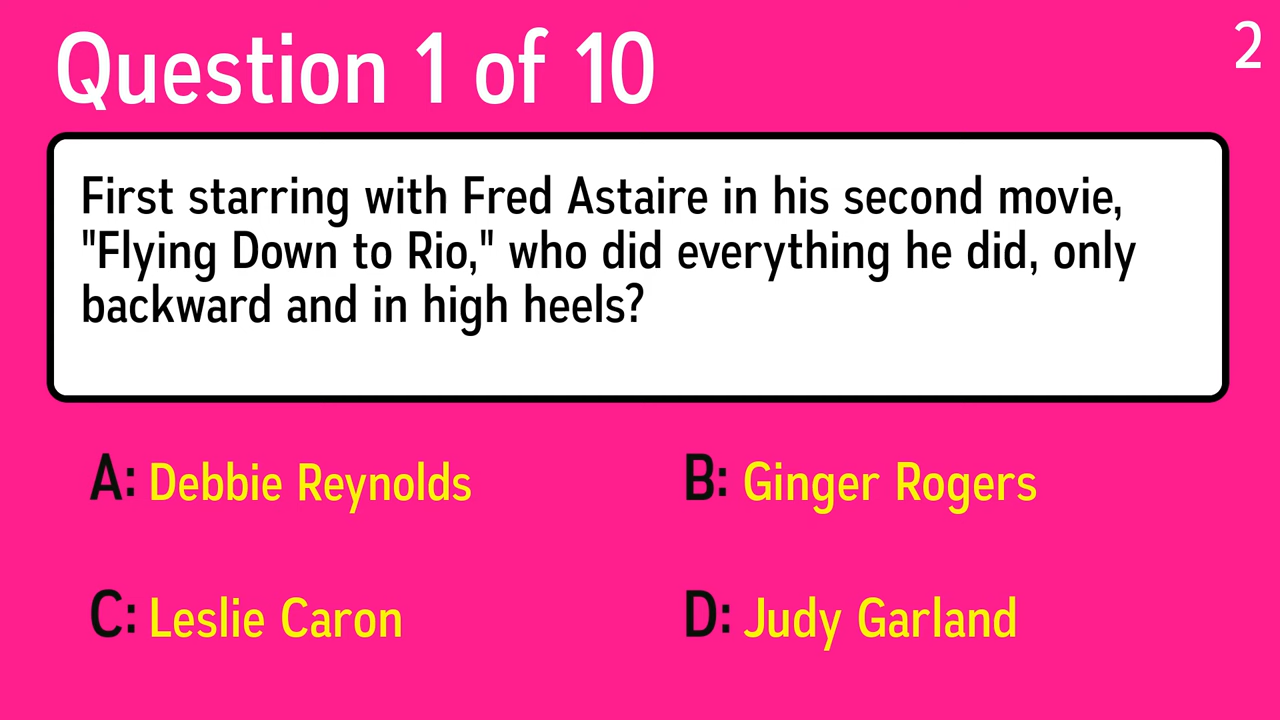 Question 1 of 10
2
First starring with Fred Astaire in his second movie,
"Flying Down to Rio," who did everything he did, only
backward and in high heels?
A: Debbie Reynolds
B: Ginger Rogers
C: Leslie Caron
D: Judy Garland